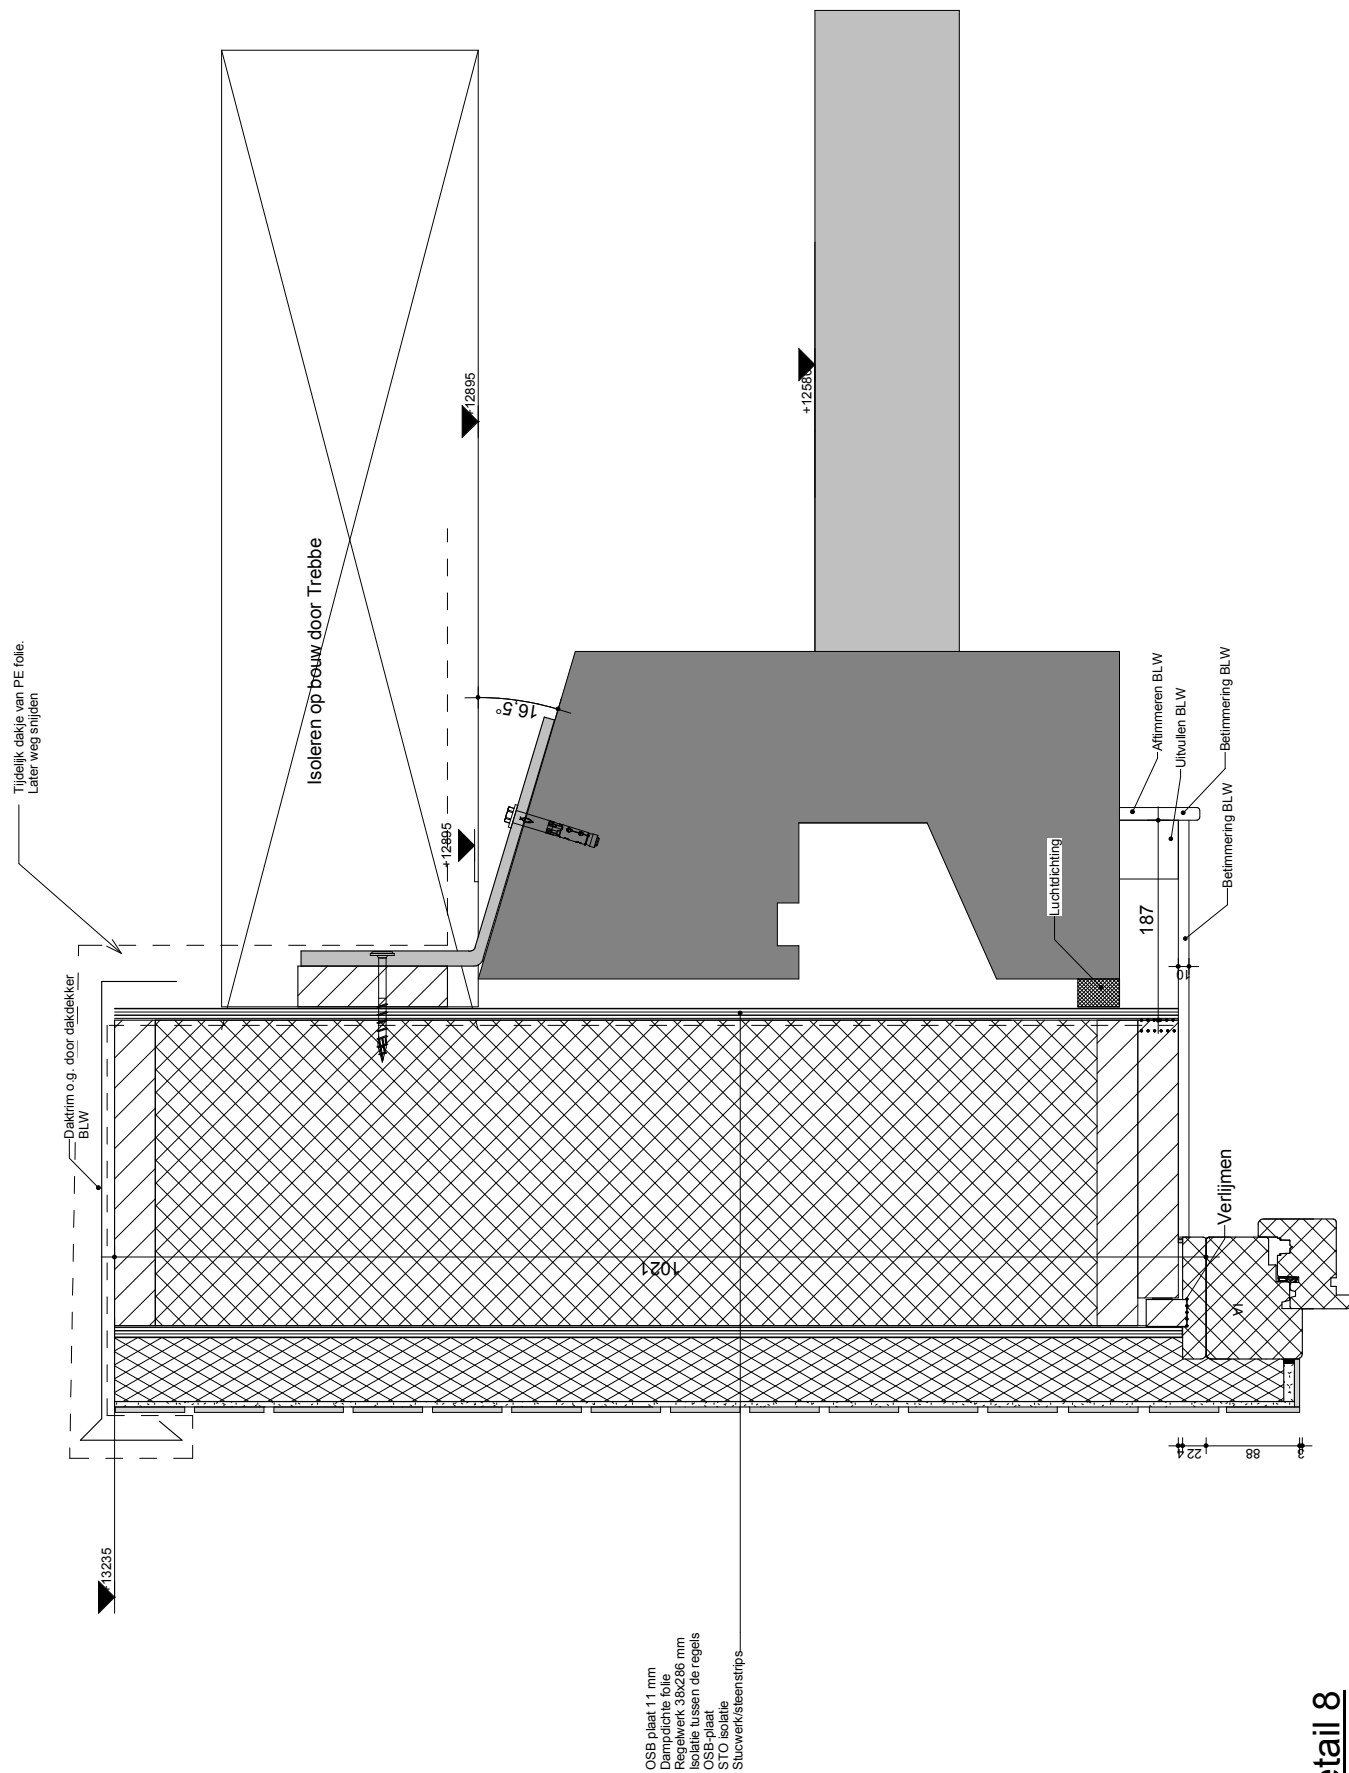 Tijdelijk dakje van PE folie.
Later weg snijden
Isoleren op bouw door Trebbe
+12895
+12895
16,5°
Daktrim o.g. door dakdekker
BLW
Luchtdichting
187
Aftimmeren BLW
Uitvullen BLW
Betimmering BLW
Betimmering BLW
10
1021
Verlijmen
4
22
88
3
+13235
OSB plaat 11 mm
Dampdichte folie
Regelwerk 38x286 mm
Isolatie tussen de regels
OSB-plaat
STO isolatie
Stucwerk/steenstrips
etail 8